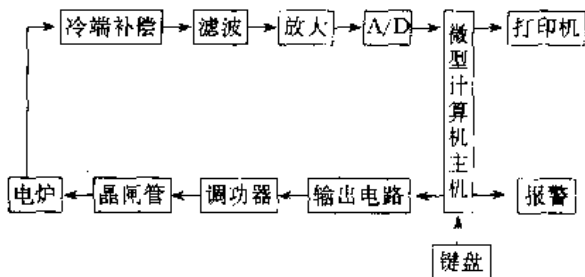 冷端补偿
滤波
放大
A/D
微型计算机主机
打印机
电炉
晶闸管
调功器
输出电路
报警
键盘